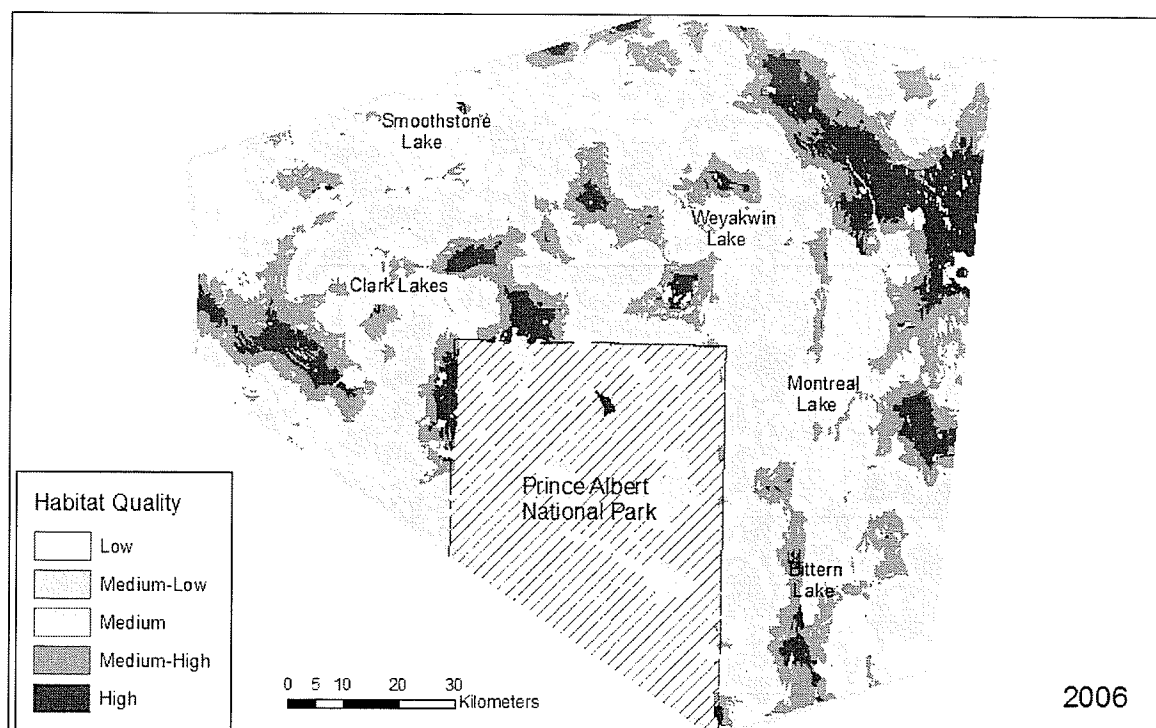 Smoothstone
Lake
Weyakwin
Lake
Clark Lakes
Montreal
Lake
Prince Albert
National Park
Bittern
Lake
Habitat Quality
Low
Medium-Low
Medium
Medium-High
High
0 5 10 20 30
Kilometers
2006